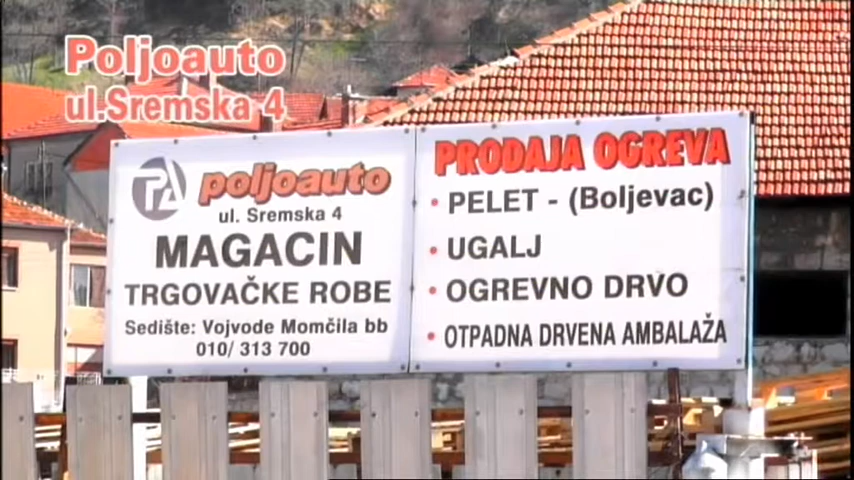 Poljoauto
ul.Sremska 4
PA poljoauto
ul. Sremska 4
MAGACIN
TRGOVAČKE ROBE
Sedište: Vojvode Momčila bb
010/ 313 700
PRODAJA OGREVA
• PELET - (Boljevac)
• UGALJ
• OGREVNO DRVO
• OTPADNA DRVENA AMBALAŽA